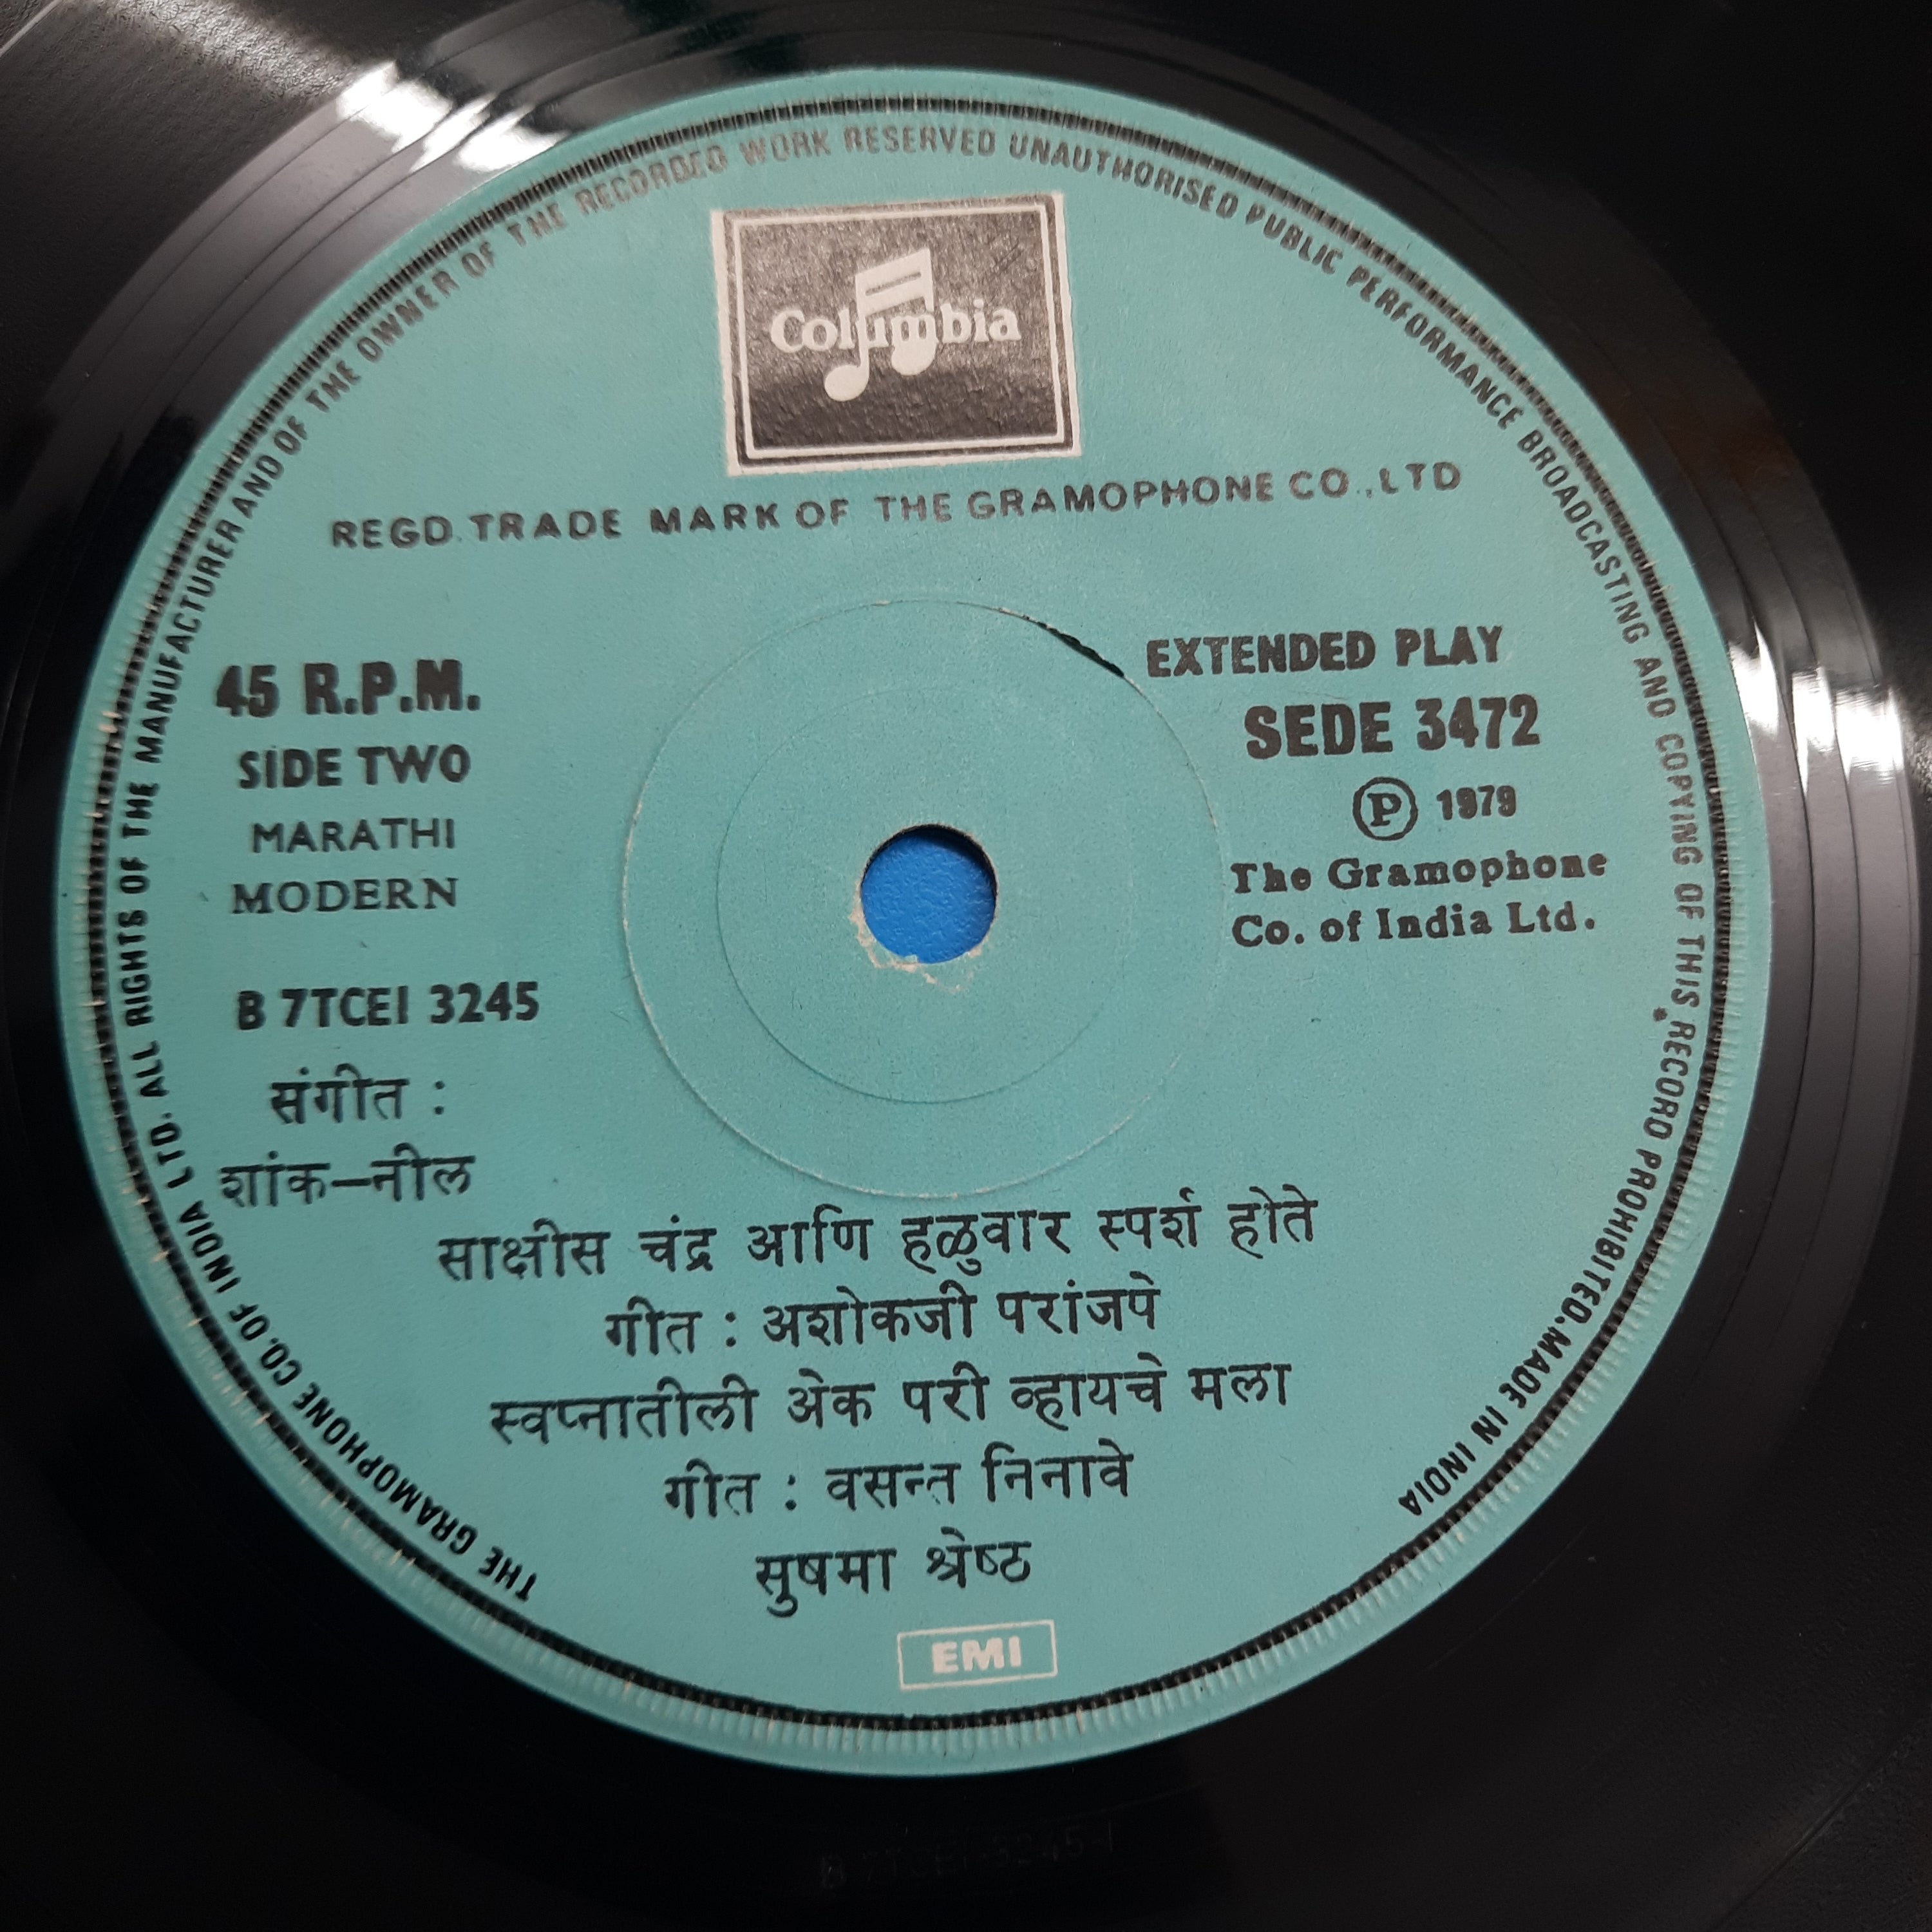 THE GRAMOPHONE CO. OF INDIA LTD. ALL RIGHTS OF THE MANUFACTURER AND OF THE OWNER OF THE RECORDED WORK RESERVED UNAUTHORISED PUBLIC PERFORMANCE BROADCASTING AND COPYING OF THIS RECORD PROHIBITED. MADE IN INDIA
Columbia
REGD. TRADE MARK OF THE GRAMOPHONE CO., LTD
45 R.P.M.
SIDE TWO
MARATHI
MODERN
B 7TCEI 3245
EXTENDED PLAY
SEDE 3472
Ⓟ 1979
The Gramophone
Co. of India Ltd.
संगीत :
शांक–नील
साक्षीस चंद्र आणि हळुवार स्पर्श होते
गीत : अशोकजी परांजपे
स्वप्नातीली अेक परी व्हायचे मला
गीत : वसन्त निनावे
सुषमा श्रेष्ठ
EMI
B 7TCEI-3245-1